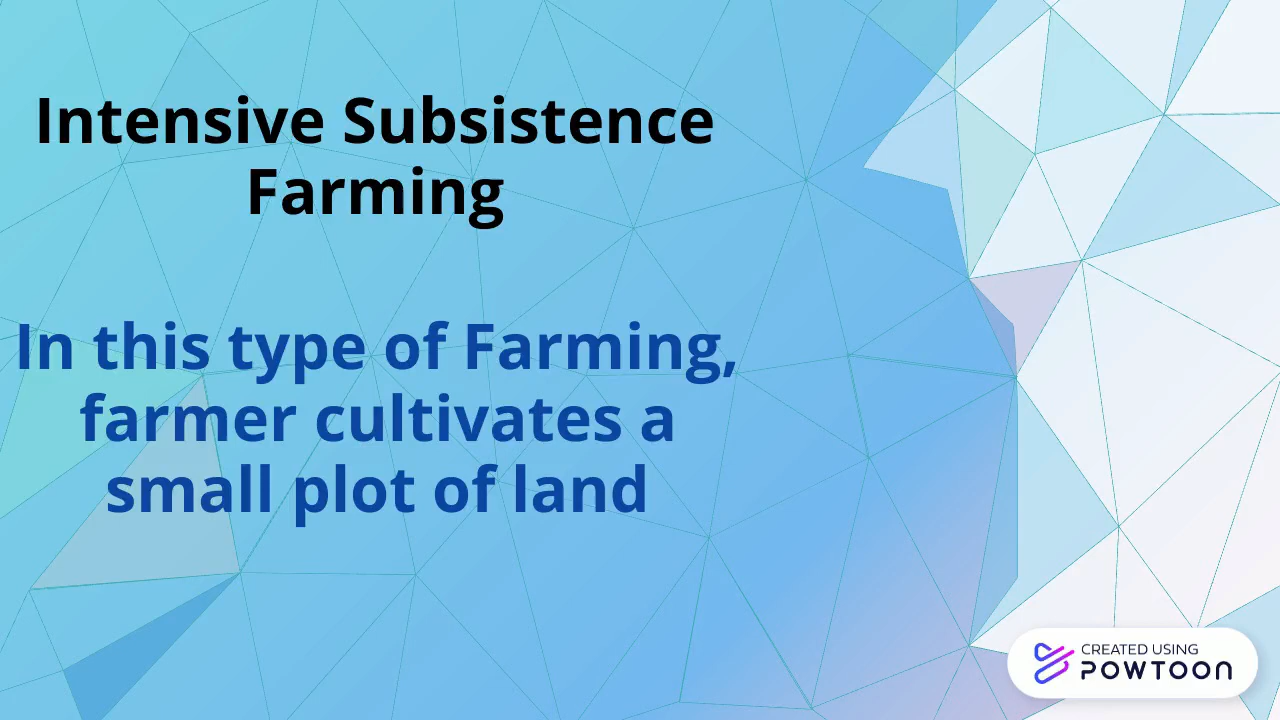 Intensive Subsistence
Farming
In this type of Farming,
farmer cultivates a
small plot of land
CREATED USING
POWTOON